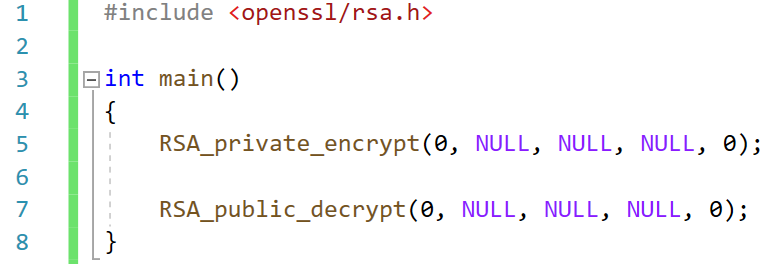 1 #include <openssl/rsa.h>
2
3 int main()
4 {
5 RSA_private_encrypt(0, NULL, NULL, NULL, 0);
6
7 RSA_public_decrypt(0, NULL, NULL, NULL, 0);
8 }